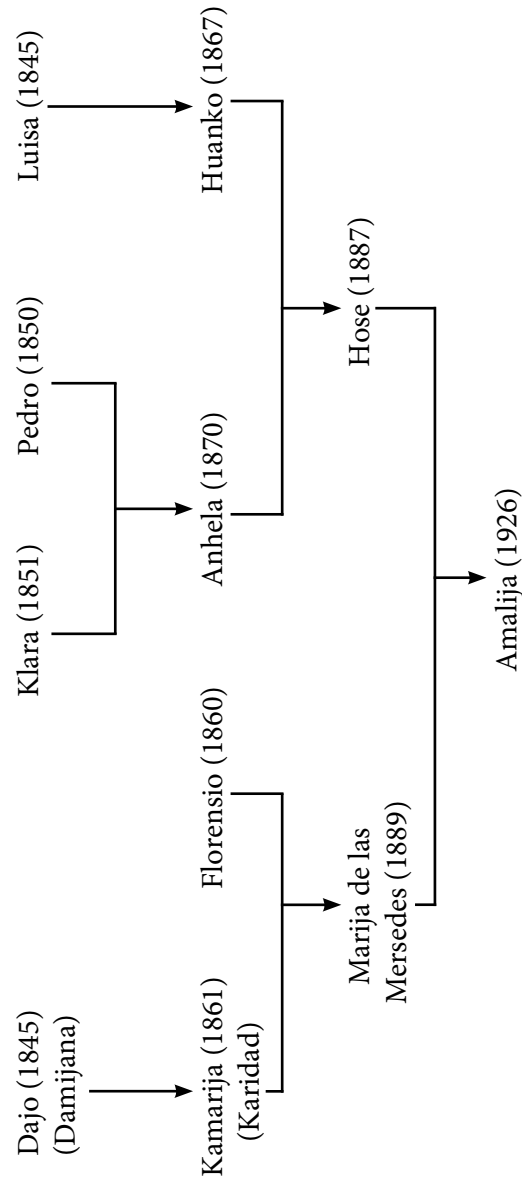 Dajo (1845)
(Damijana)
Klara (1851)
Pedro (1850)
Luisa (1845)
Kamarija (1861)
(Karidad)
Florensio (1860)
Anhela (1870)
Huanko (1867)
Marija de las
Mersedes (1889)
Hose (1887)
Amalija (1926)